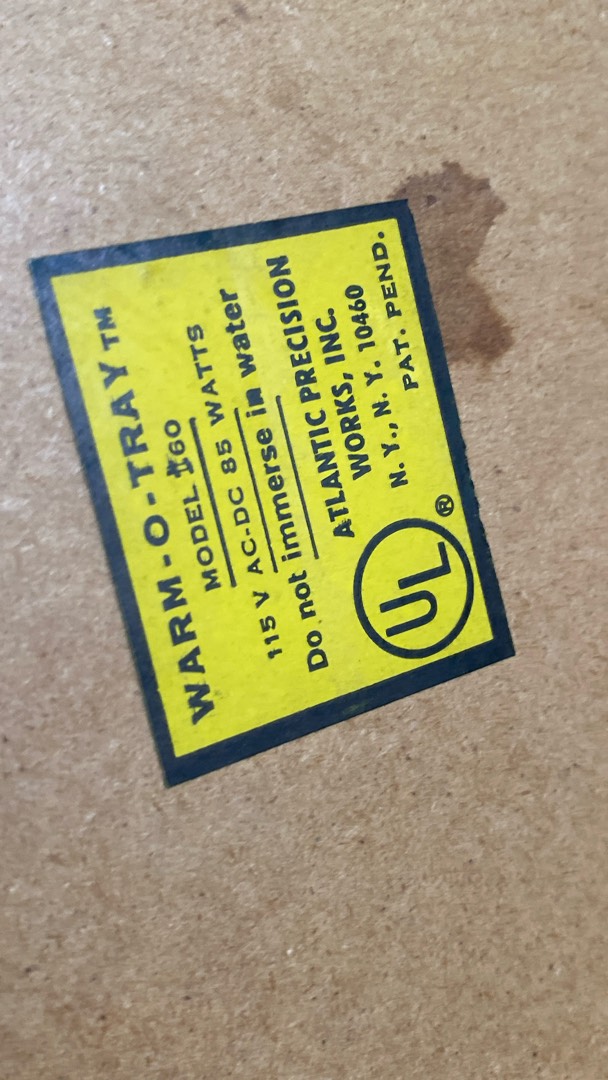 WARM-O-TRAY™
MODEL #60
115 V AC-DC 85 WATTS
Do not immerse in water
ATLANTIC PRECISION
WORKS, INC.
N. Y., N. Y. 10460
PAT. PEND.
UL®